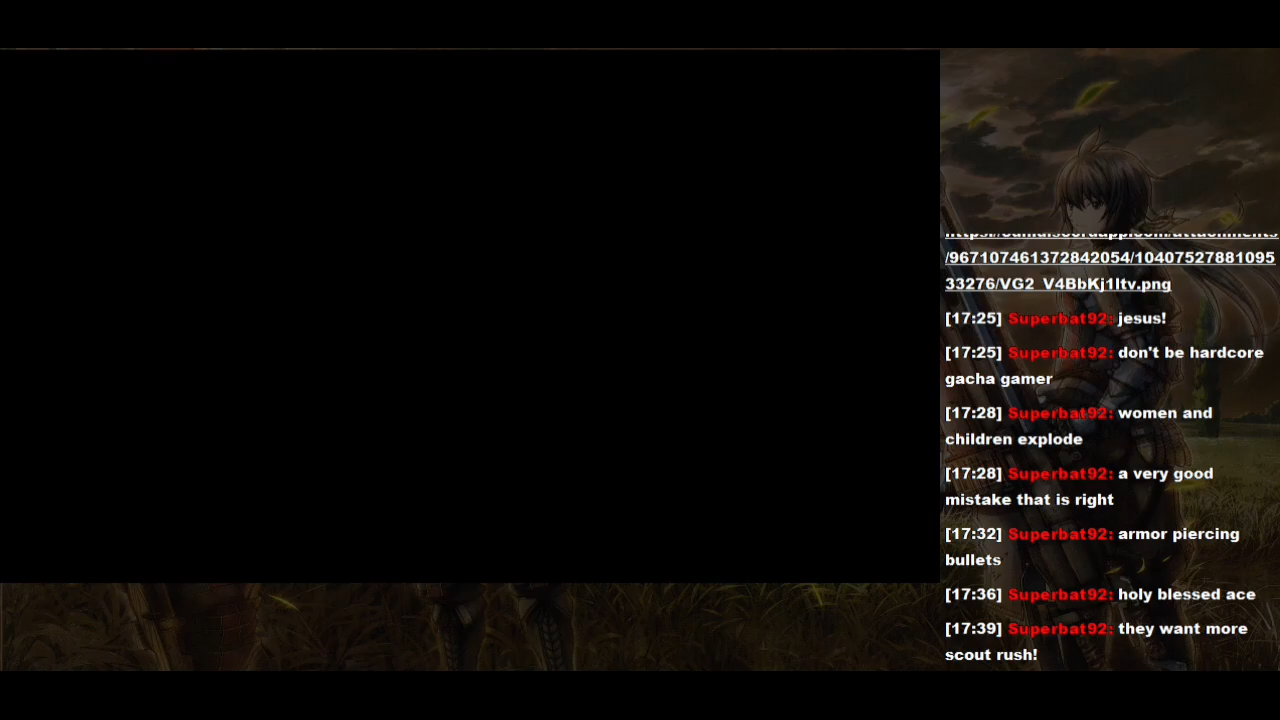 /967107461372842054/10407527881095
33276/VG2_V4BbKj1Itv.png
[17:25] Superbat92: jesus!
[17:25] Superbat92: don't be hardcore
gacha gamer
[17:28] Superbat92: women and
children explode
[17:28] Superbat92: a very good
mistake that is right
[17:32] Superbat92: armor piercing
bullets
[17:36] Superbat92: holy blessed ace
[17:39] Superbat92: they want more
scout rush!